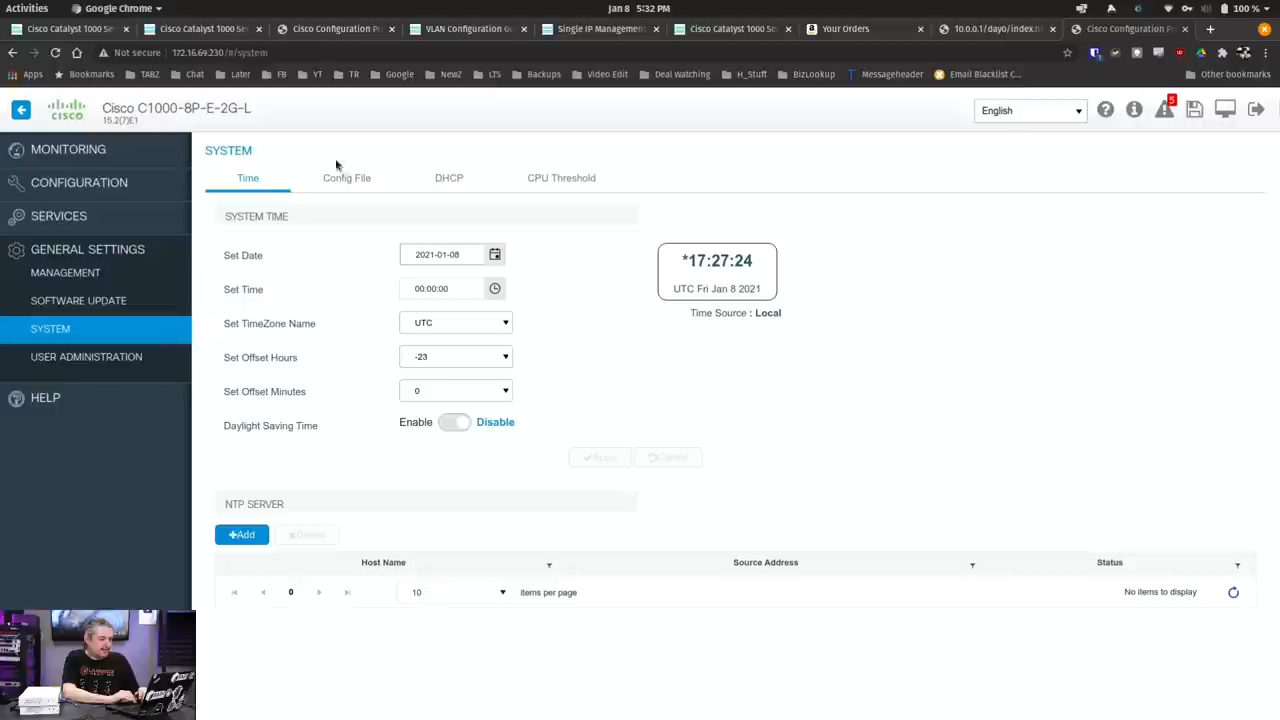 Activities
Google Chrome
Jan 8 5:32 PM
100 %
Cisco Catalyst 1000 Se
Cisco Catalyst 1000 Se
Cisco Configuration Pr
VLAN Configuration Gu
Single IP Managemen
Cisco Catalyst 1000 Se
Your Orders
10.0.0.1/dayo/index.h
Cisco Configuration Pr
Not secure
172.16.69.230/#/system
Apps
Bookmarks
TABZ
Chat
Later
FB
YT
TR
Google
NewZ
LTS
Backups
Video Edit
Deal Watching
H_Stuff
BizLookup
Messageheader
Email Blacklist C...
Other bookmarks
CISCO
Cisco C1000-8P-E-2G-L
15.2(7)E1
English
5
MONITORING
CONFIGURATION
SERVICES
GENERAL SETTINGS
MANAGEMENT
SOFTWARE UPDATE
SYSTEM
USER ADMINISTRATION
HELP
SYSTEM
Time
Config File
DHCP
CPU Threshold
SYSTEM TIME
Set Date
2021-01-08
Set Time
00:00:00
Set TimeZone Name
UTC
Set Offset Hours
-23
Set Offset Minutes
0
Daylight Saving Time
Enable
Disable
*17:27:24
UTC Fri Jan 8 2021
Time Source : Local
Apply
Cancel
NTP SERVER
Add
Delete
Host Name
Source Address
Status
0
10
items per page
No items to display